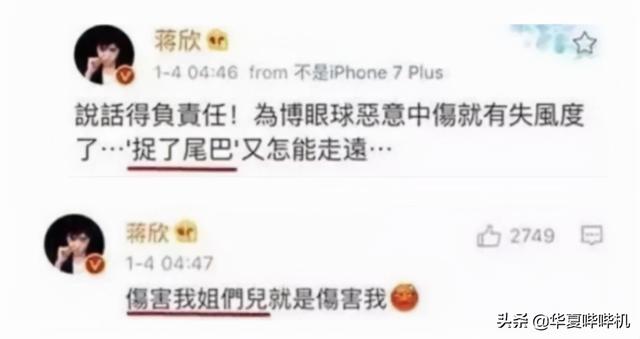 蒋欣
1-4 04:46 from 不是iPhone 7 Plus
說話得負責任！為博眼球惡意中傷就有失風度
了…'捉了尾巴'又怎能走遠…
蒋欣
2749
1-4 04:47
傷害我姐們兒就是傷害我
头条 @华夏哔哔机